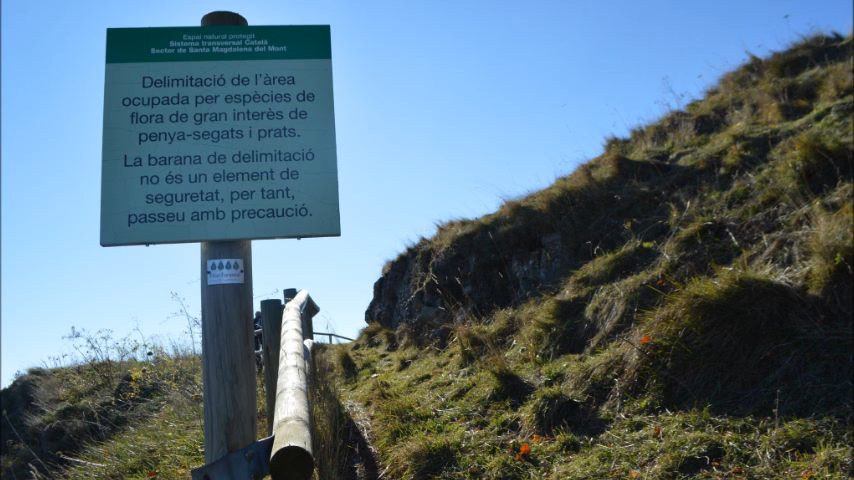 Espai natural protegit
Sistema transversal Català
Sector de Santa Magdalena del Mont
Delimitació de l'àrea
ocupada per espècies de
flora de gran interès de
penya-segats i prats.
La barana de delimitació
no és un element de
seguretat, per tant,
passeu amb precaució.